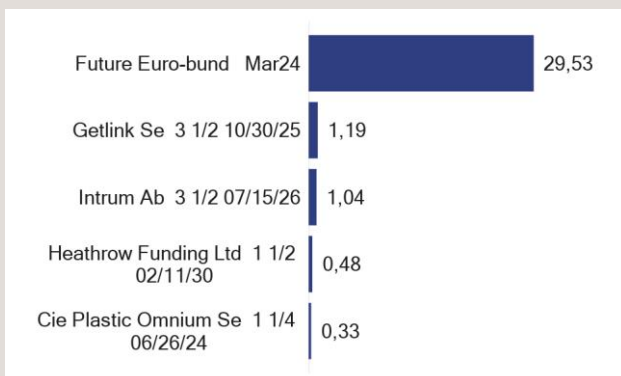 Future Euro-bund Mar24 29,53
Getlink Se 3 1/2 10/30/25 1,19
Intrum Ab 3 1/2 07/15/26 1,04
Heathrow Funding Ltd 1 1/2
02/11/30
0,48
Cie Plastic Omnium Se 1 1/4
06/26/24
0,33